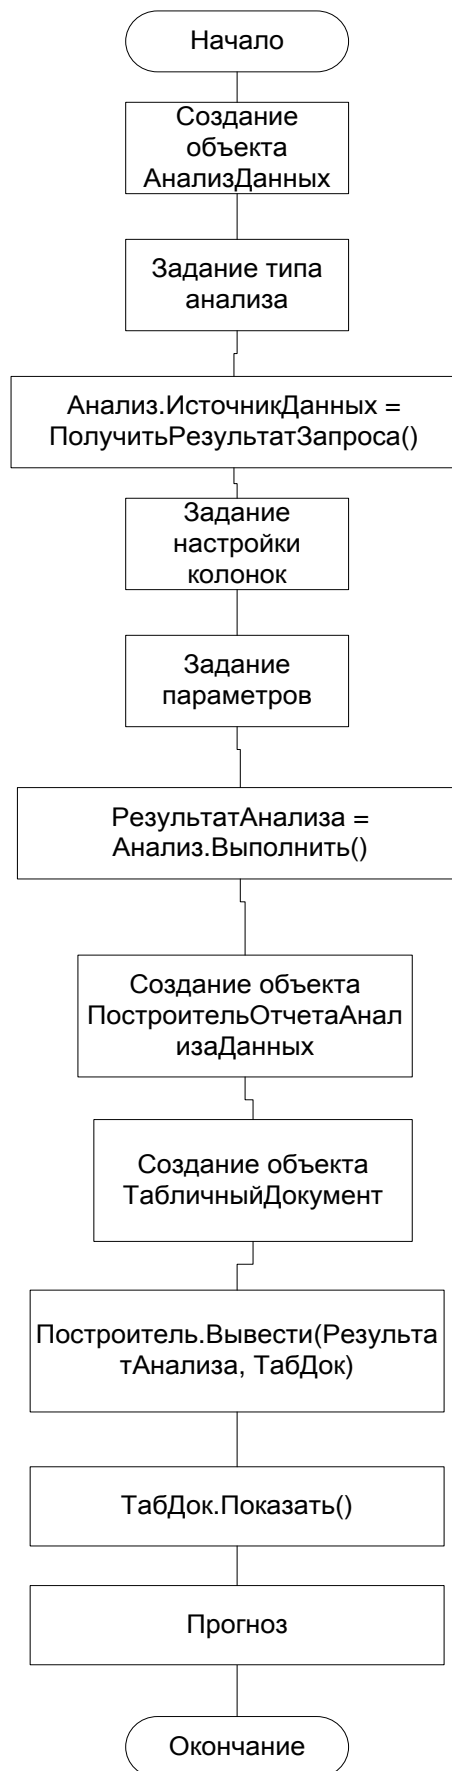 Начало
Создание
объекта
АнализДанных
Задание типа
анализа
Анализ.ИсточникДанных =
ПолучитьРезультатЗапроса()
Задание
настройки
колонок
Задание
параметров
РезультатАнализа =
Анализ.Выполнить()
Создание объекта
ПостроительОтчетаАнал
изаДанных
Создание объекта
ТабличныйДокумент
Построитель.Вывести(Результа
тАнализа, ТабДок)
ТабДок.Показать()
Прогноз
Окончание